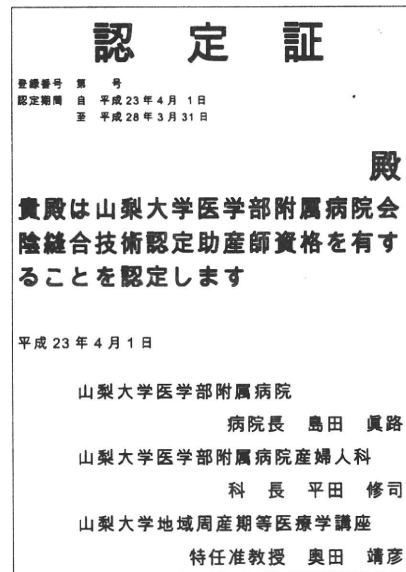 認定証
登録番号 第 号
認定期間 自 平成23年4月1日
至 平成28年3月31日
殿
貴殿は山梨大学医学部附属病院会
陰縫合技術認定助産師資格を有す
ることを認定します
平成23年4月1日
山梨大学医学部附属病院
病院長 島田 眞路
山梨大学医学部附属病院産婦人科
科 長 平田 修司
山梨大学地域周産期等医療学講座
特任准教授 奥田 靖彦